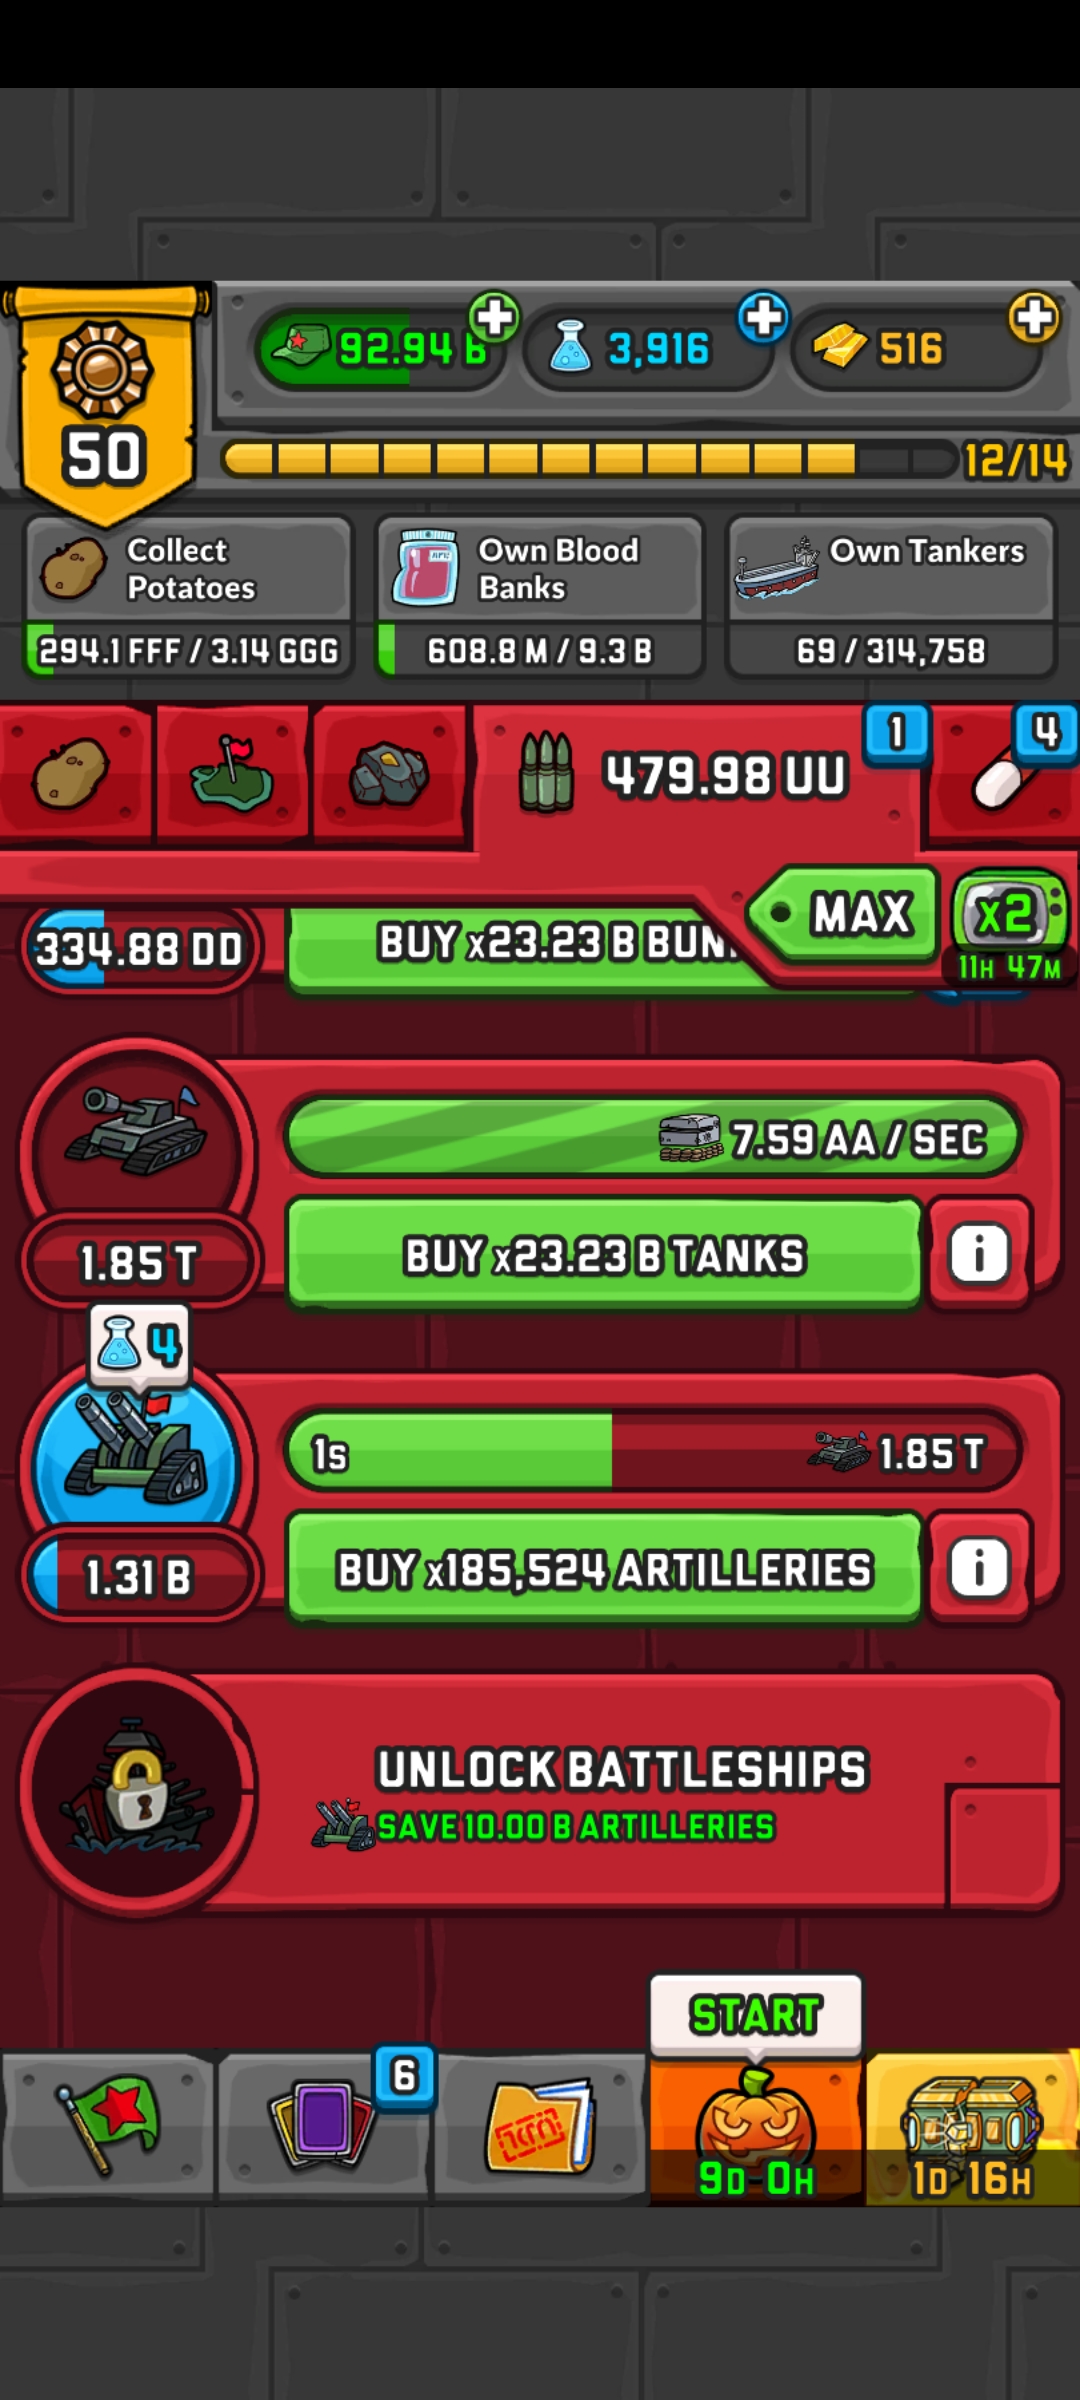 92.94 B
3,916
516
50
12/14
Collect
Potatoes
294.1 FFF / 3.14 GGG
Own Blood
Banks
608.8 M / 9.3 B
Own Tankers
69 / 314,758
479.98 UU
1
4
MAX
x2
11H 47M
334.88 DD
BUY x23.23 B BUN
7.59 AA / SEC
1.85 T
BUY x23.23 B TANKS
i
4
1s
1.85 T
1.31 B
BUY x185,524 ARTILLERIES
i
UNLOCK BATTLESHIPS
SAVE 10.00 B ARTILLERIES
START
6
9D 0H
1D 16H